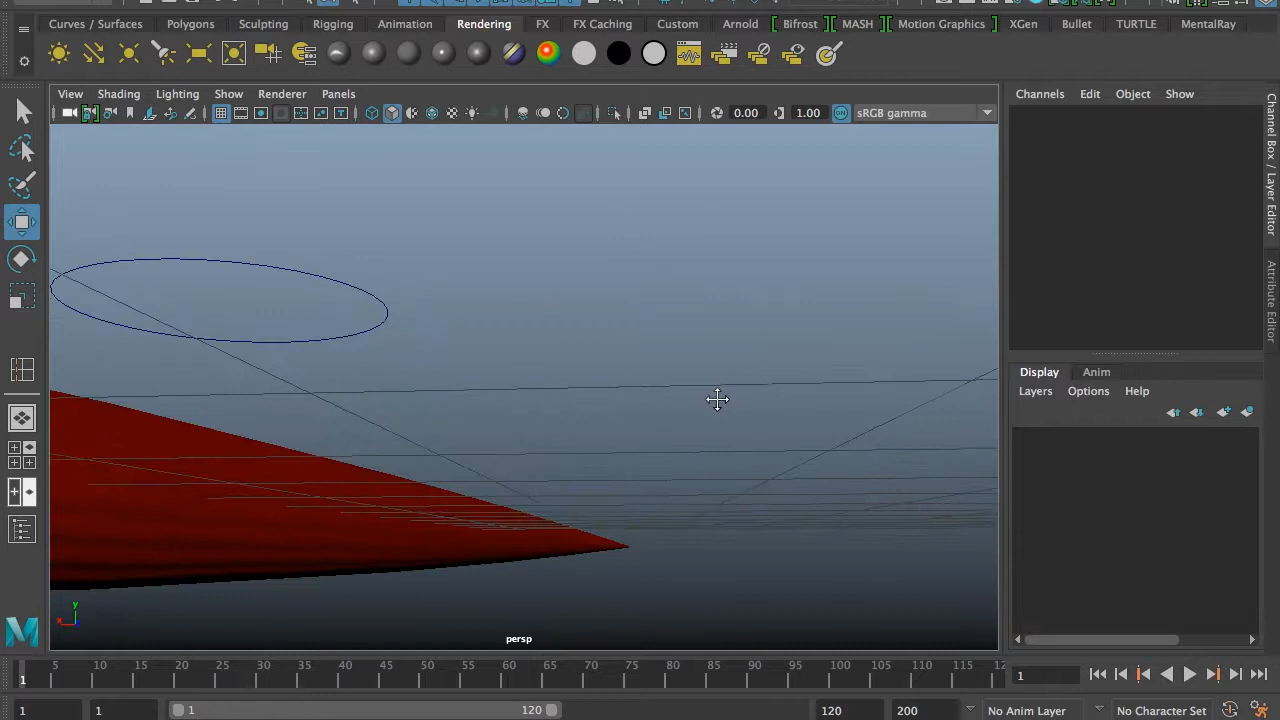 Curves / Surfaces Polygons Sculpting Rigging Animation Rendering FX FX Caching Custom Arnold Bifrost MASH Motion Graphics XGen Bullet TURTLE MentalRay
View Shading Lighting Show Renderer Panels
0.00 1.00 ON sRGB gamma
Channels Edit Object Show
Channel Box / Layer Editor
Attribute Editor
Display Anim
Layers Options Help
y
x
persp
5 10 15 20 25 30 35 40 45 50 55 60 65 70 75 80 85 90 95 100 105 110 115 12
1
1
1 1 1 120 120 200 No Anim Layer No Character Set